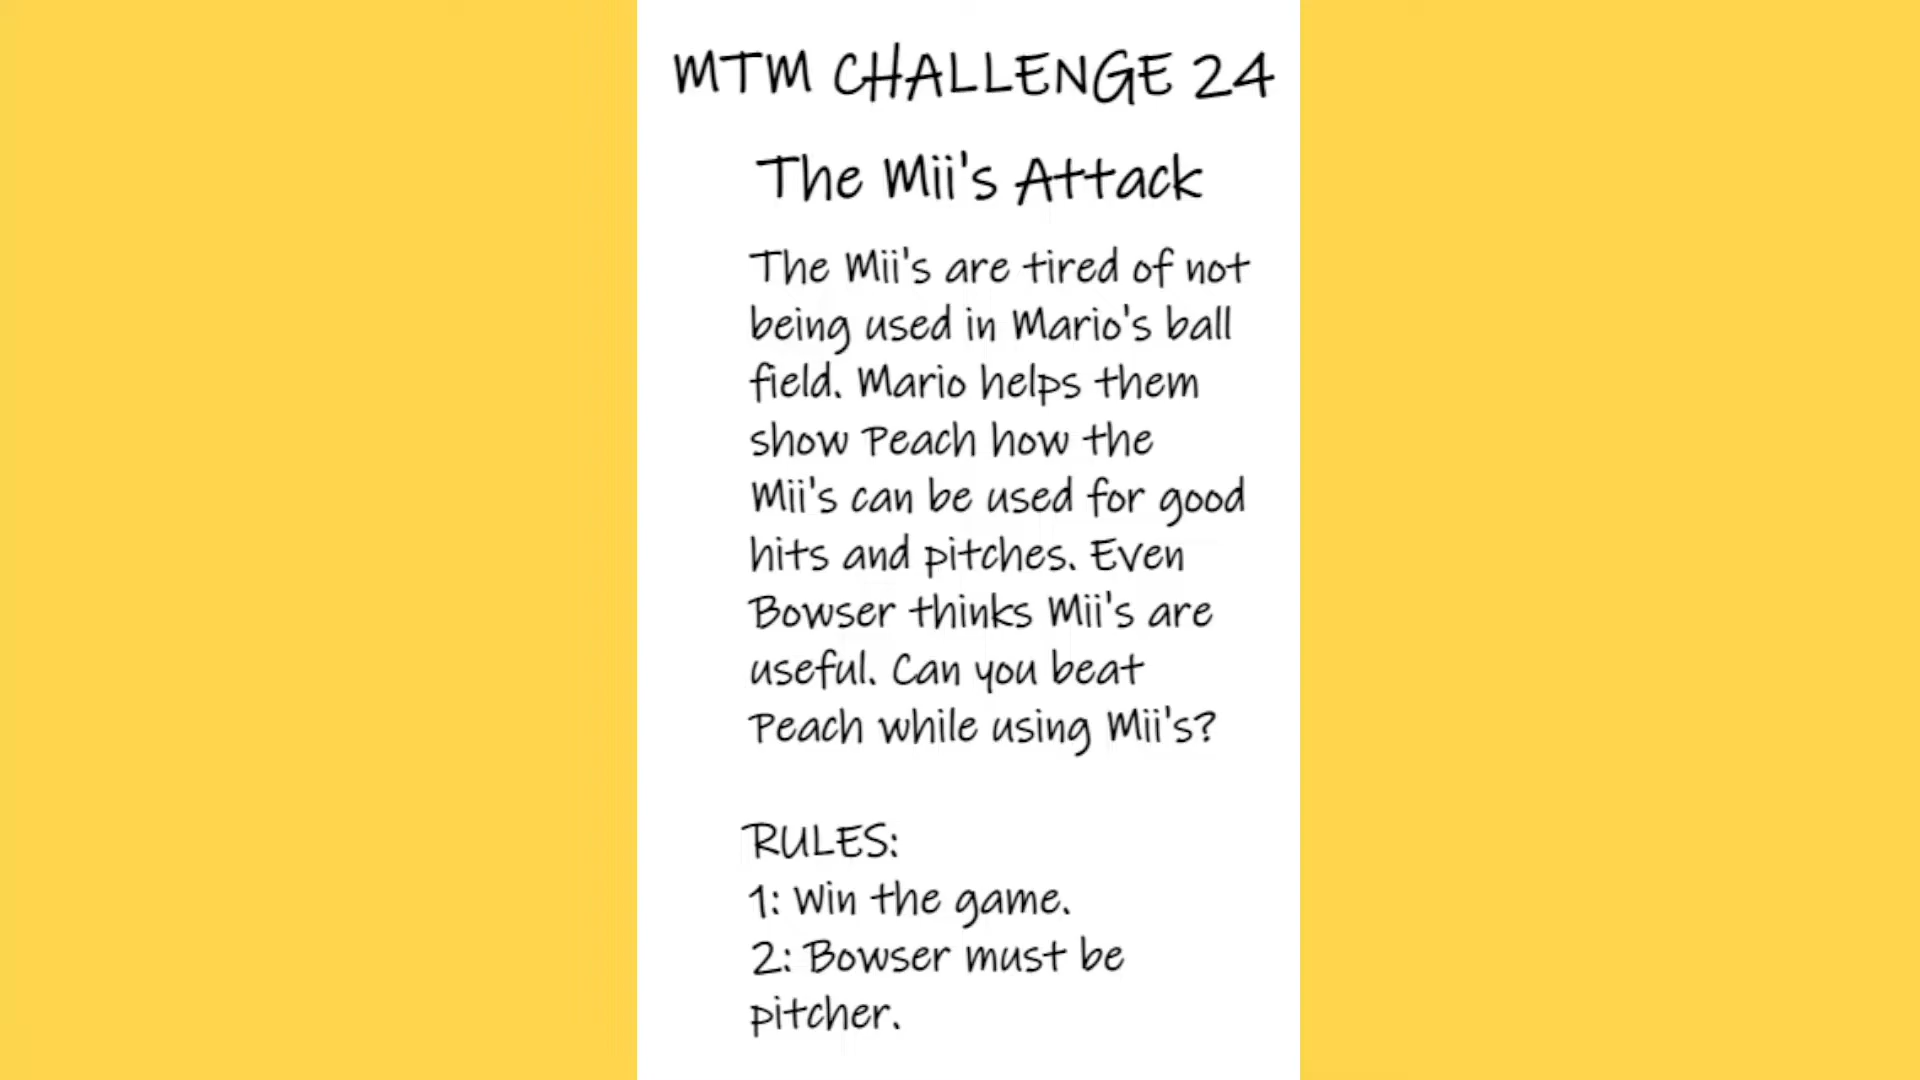 MTM CHALLENGE 24
The Mii's Attack
The Mii's are tired of not
being used in Mario's ball
field. Mario helps them
show Peach how the
Mii's can be used for good
hits and pitches. Even
Bowser thinks Mii's are
useful. Can you beat
Peach while using Mii's?
RULES:
1: Win the game.
2: Bowser must be
pitcher.